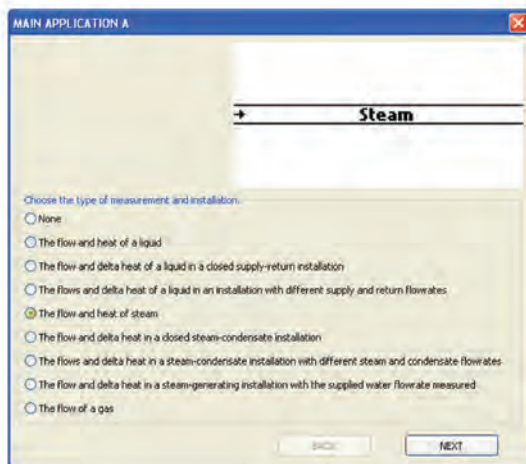 MAIN APPLICATION A
Steam
Choose the type of measurement and installation.
None
The flow and heat of a liquid
The flow and delta heat of a liquid in a closed supply-return installation
The flows and delta heat of a liquid in an installation with different supply and return flowrates
The flow and heat of steam
The flow and delta heat in a closed steam-condensate installation
The flows and delta heat in a steam-condensate installation with different steam and condensate flowrates
The flow and delta heat in a steam-generating installation with the supplied water flowrate measured
The flow of a gas
BACK
NEXT